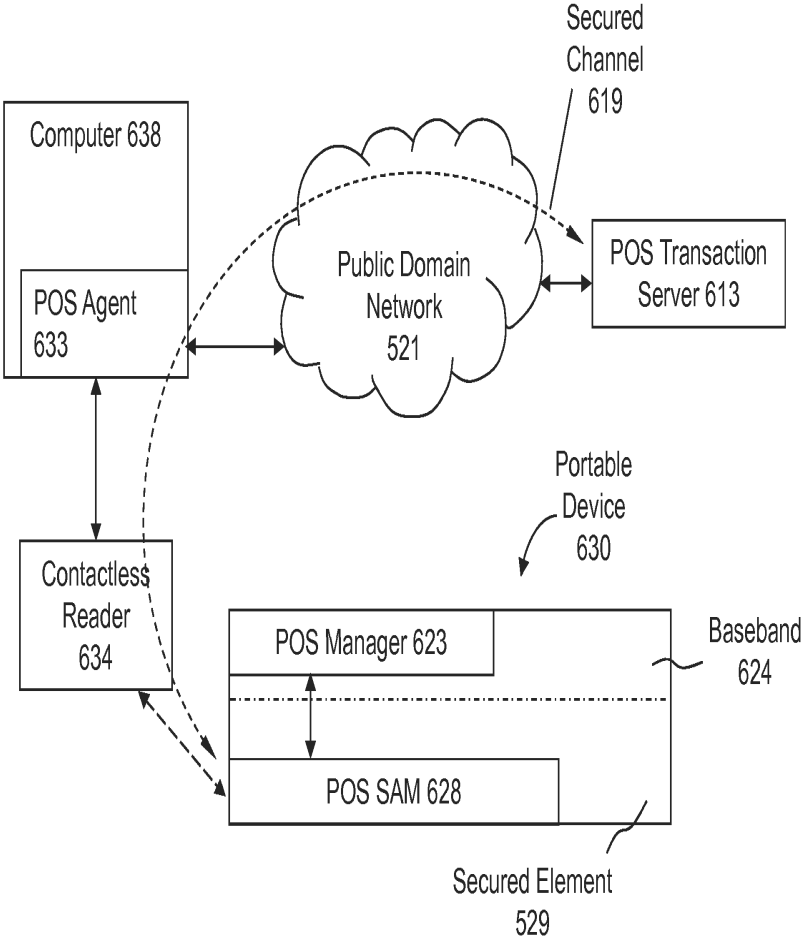 Secured
Channel
619
Computer 638
POS Agent
633
Public Domain
Network
521
POS Transaction
Server 613
Portable
Device
630
Contactless
Reader
634
POS Manager 623
Baseband
624
POS SAM 628
Secured Element
529